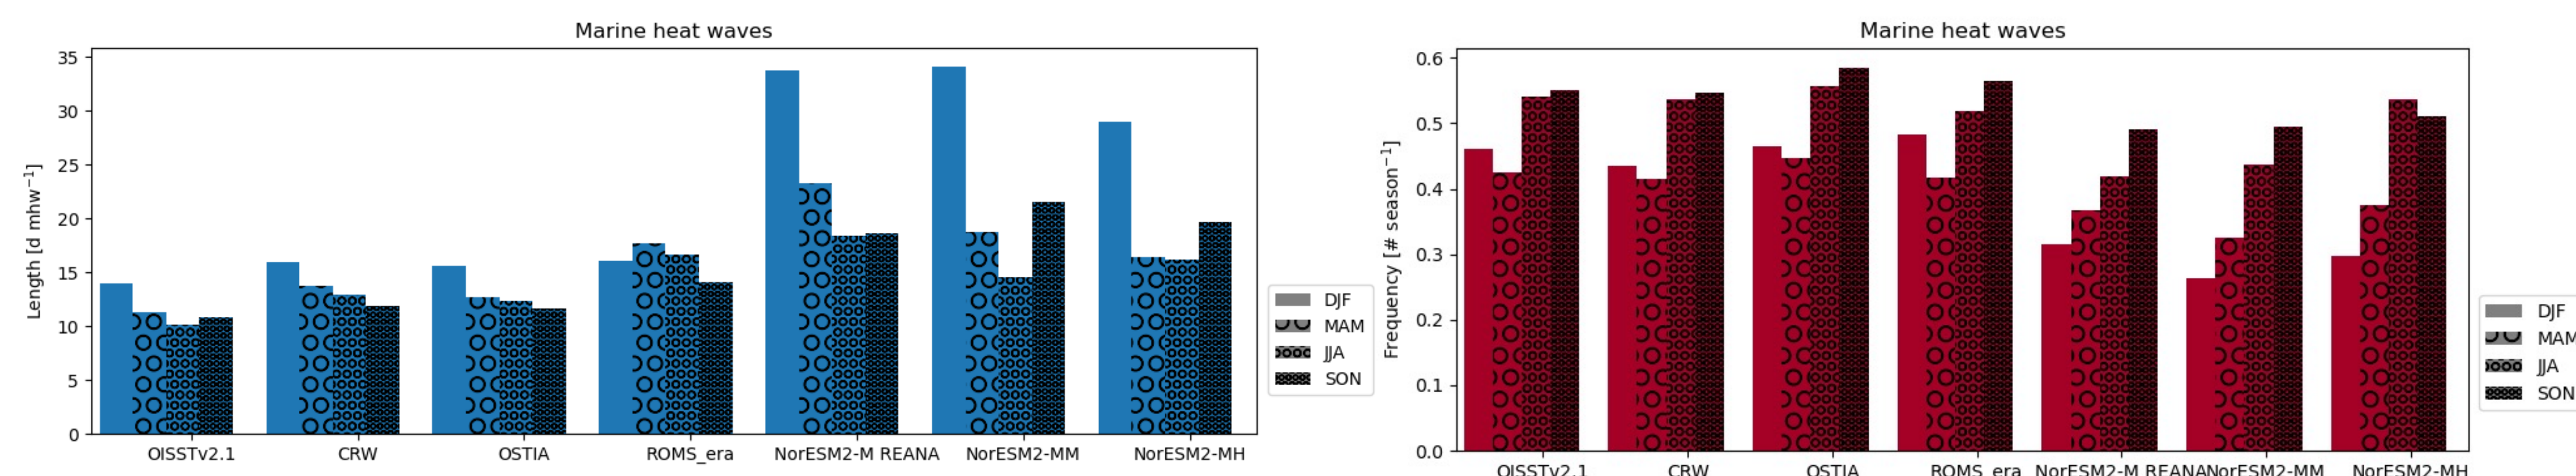 Marine heat waves
Length [d mhw⁻¹]
35
30
25
20
15
10
5
0
OISSTv2.1 CRW OSTIA ROMS_era NorESM2-M REANA NorESM2-MM NorESM2-MH
DJF
MAM
JJA
SON
Marine heat waves
Frequency [# season⁻¹]
0.6
0.5
0.4
0.3
0.2
0.1
0.0
OISSTv2.1 CRW OSTIA ROMS_era NorESM2-M REANA NorESM2-MM NorESM2-MH
DJF
MAM
JJA
SON